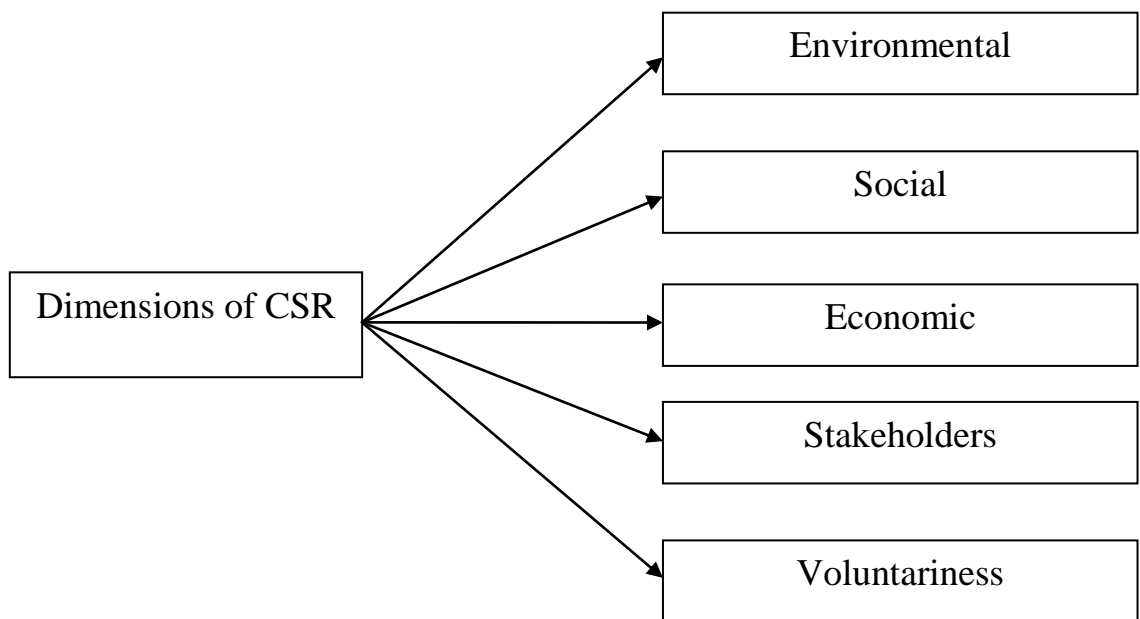 Environmental
Social
Dimensions of CSR
Economic
Stakeholders
Voluntariness